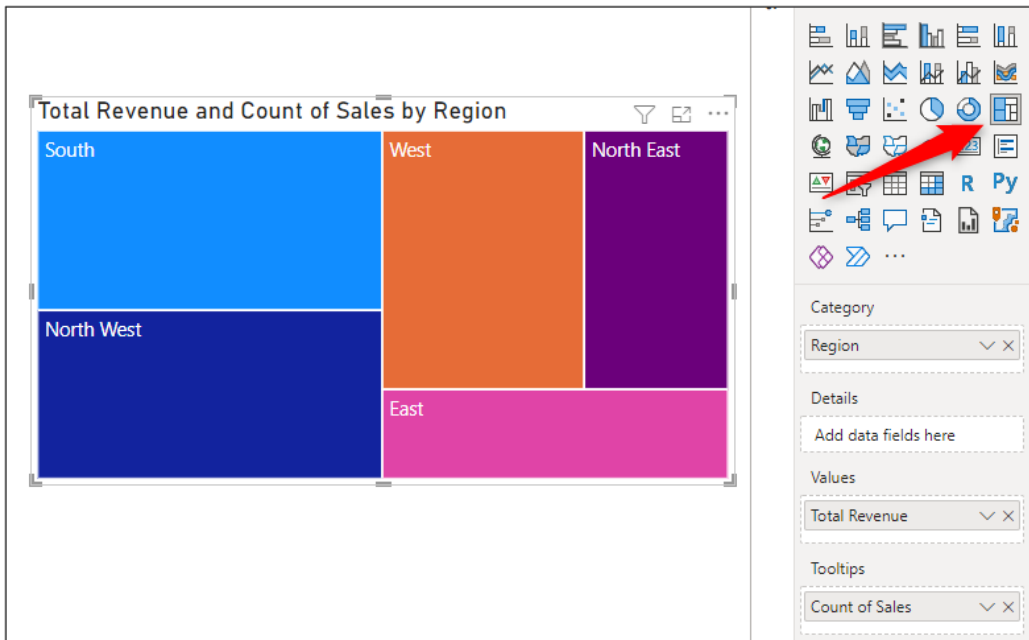 Total Revenue and Count of Sales by Region
South
West
North East
North West
East
123
R
Py
Category
Region
Details
Add data fields here
Values
Total Revenue
Tooltips
Count of Sales